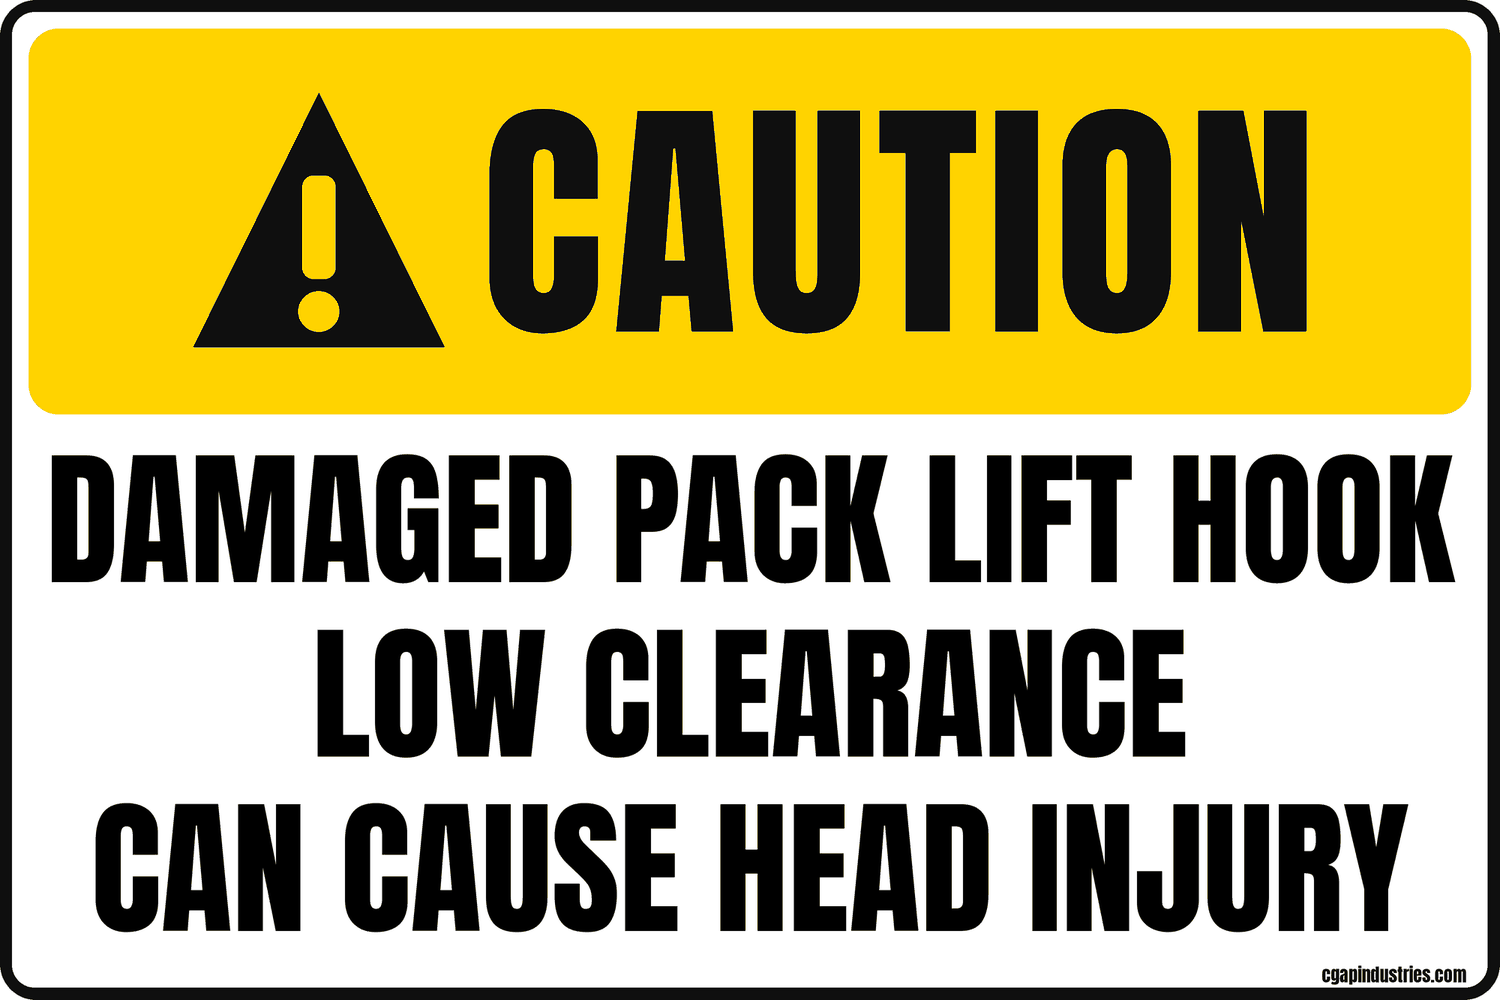 CAUTION
DAMAGED PACK LIFT HOOK
LOW CLEARANCE
CAN CAUSE HEAD INJURY
cgapindustries.com